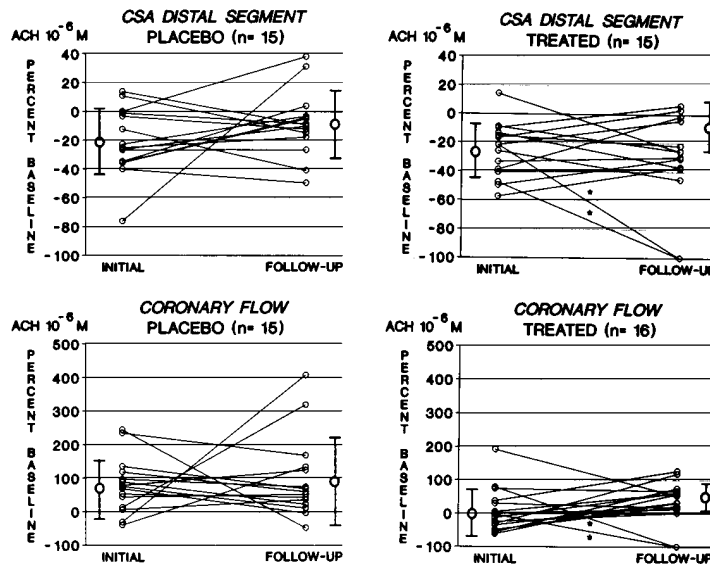 CSA DISTAL SEGMENT
ACH 10⁻⁶ M PLACEBO (n= 15)
PERCENT BASELINE
40
20
0
-20
-40
-60
-80
-100
INITIAL FOLLOW-UP
CSA DISTAL SEGMENT
ACH 10⁻⁶ M TREATED (n= 15)
PERCENT BASELINE
40
20
0
-20
-40
-60
-80
-100
INITIAL FOLLOW-UP
CORONARY FLOW
ACH 10⁻⁶ M PLACEBO (n= 15)
PERCENT BASELINE
500
400
300
200
100
0
-100
INITIAL FOLLOW-UP
CORONARY FLOW
ACH 10⁻⁶ M TREATED (n= 16)
PERCENT BASELINE
500
400
300
200
100
0
-100
INITIAL FOLLOW-UP